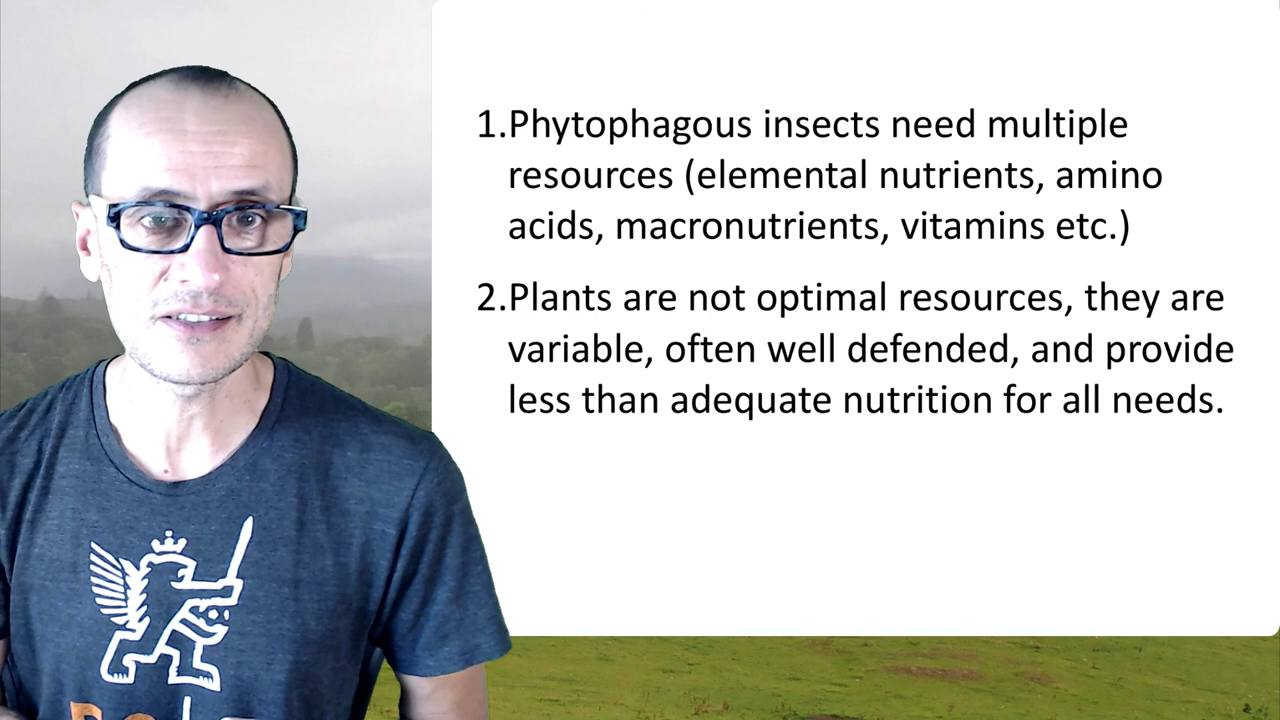 1.Phytophagous insects need multiple
resources (elemental nutrients, amino
acids, macronutrients, vitamins etc.)
2.Plants are not optimal resources, they are
variable, often well defended, and provide
less than adequate nutrition for all needs.